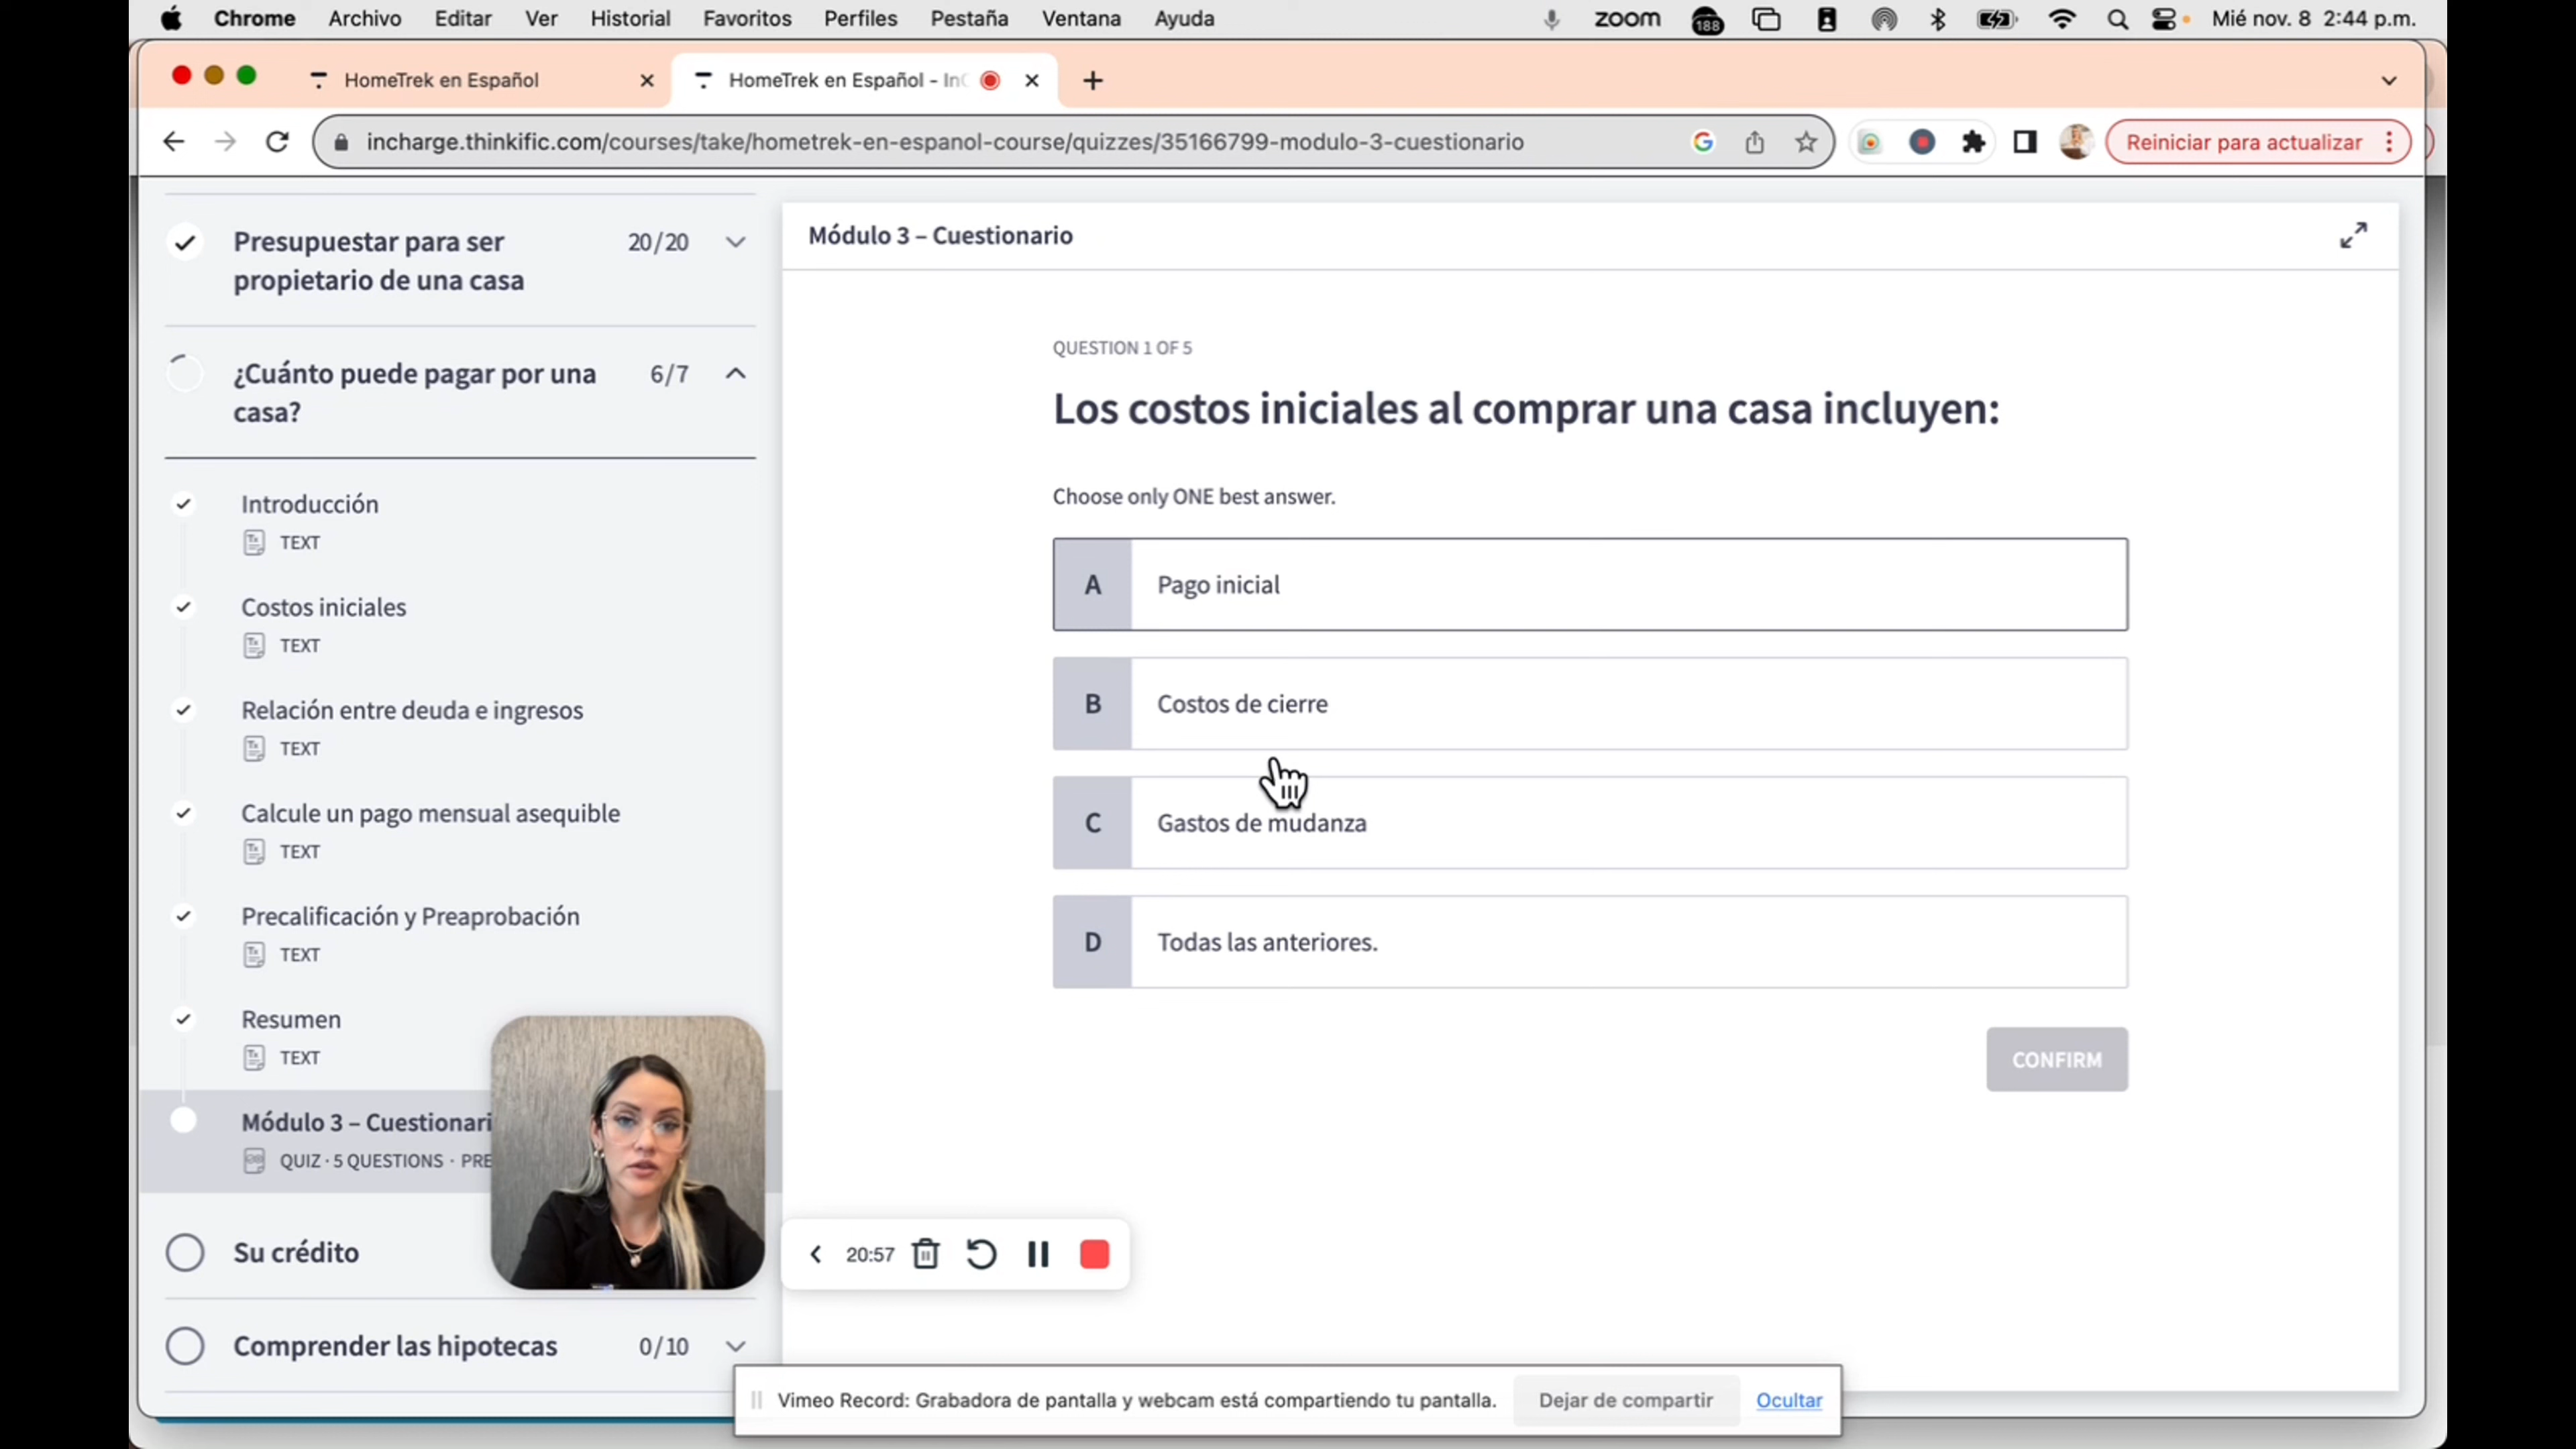 Chrome Archivo Editar Ver Historial Favoritos Perfiles Pestaña Ventana Ayuda zoom 188 Mié nov. 8 2:44 p.m.
HomeTrek en Español HomeTrek en Español - InC
incharge.thinkific.com/courses/take/hometrek-en-espanol-course/quizzes/35166799-modulo-3-cuestionario Reiniciar para actualizar
Presupuestar para ser 20/20
propietario de una casa
¿Cuánto puede pagar por una 6/7
casa?
Introducción
TEXT
Costos iniciales
TEXT
Relación entre deuda e ingresos
TEXT
Calcule un pago mensual asequible
TEXT
Precalificación y Preaprobación
TEXT
Resumen
TEXT
Módulo 3 – Cuestionari
QUIZ · 5 QUESTIONS · PRE
Su crédito
Comprender las hipotecas 0/10
Módulo 3 – Cuestionario
QUESTION 1 OF 5
Los costos iniciales al comprar una casa incluyen:
Choose only ONE best answer.
A Pago inicial
B Costos de cierre
C Gastos de mudanza
D Todas las anteriores.
CONFIRM
20:57
Vimeo Record: Grabadora de pantalla y webcam está compartiendo tu pantalla. Dejar de compartir Ocultar